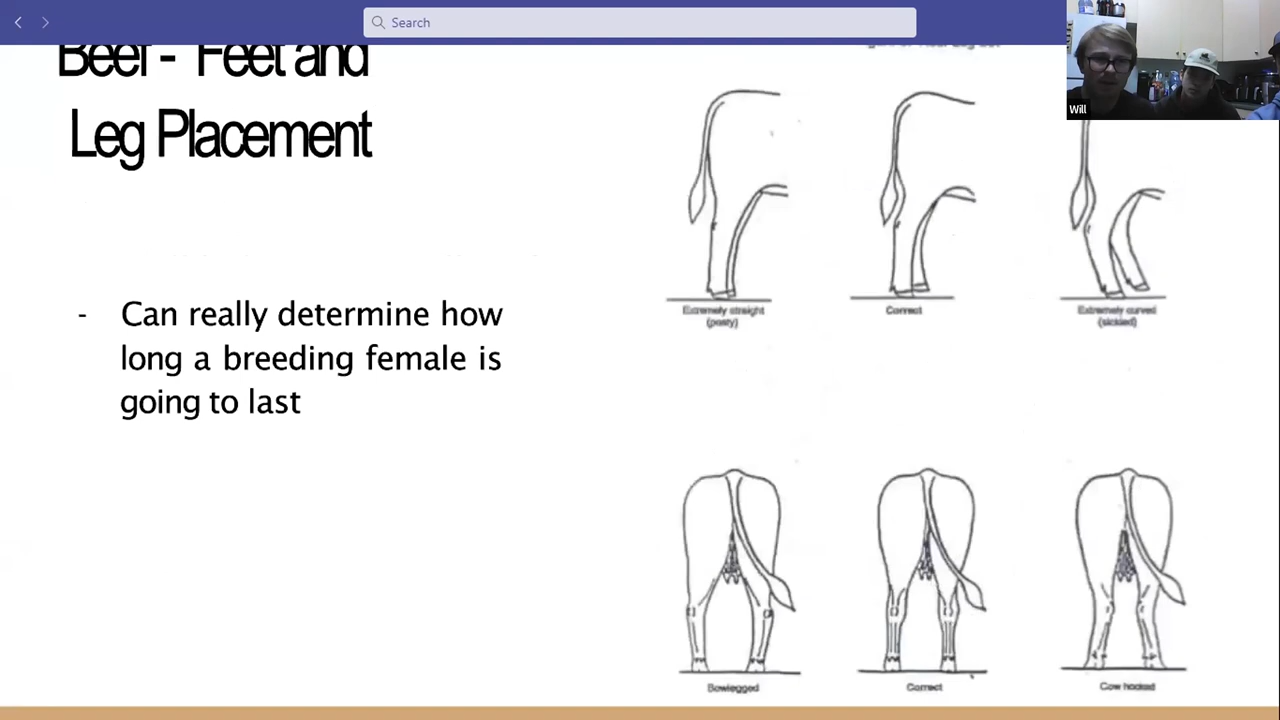 Search
Will
Beef - Feet and
Leg Placement
- Can really determine how
long a breeding female is
going to last
Extremely straight
(posty)
Correct
Extremely curved
(sickled)
Bowlegged
Correct
Cow hocked